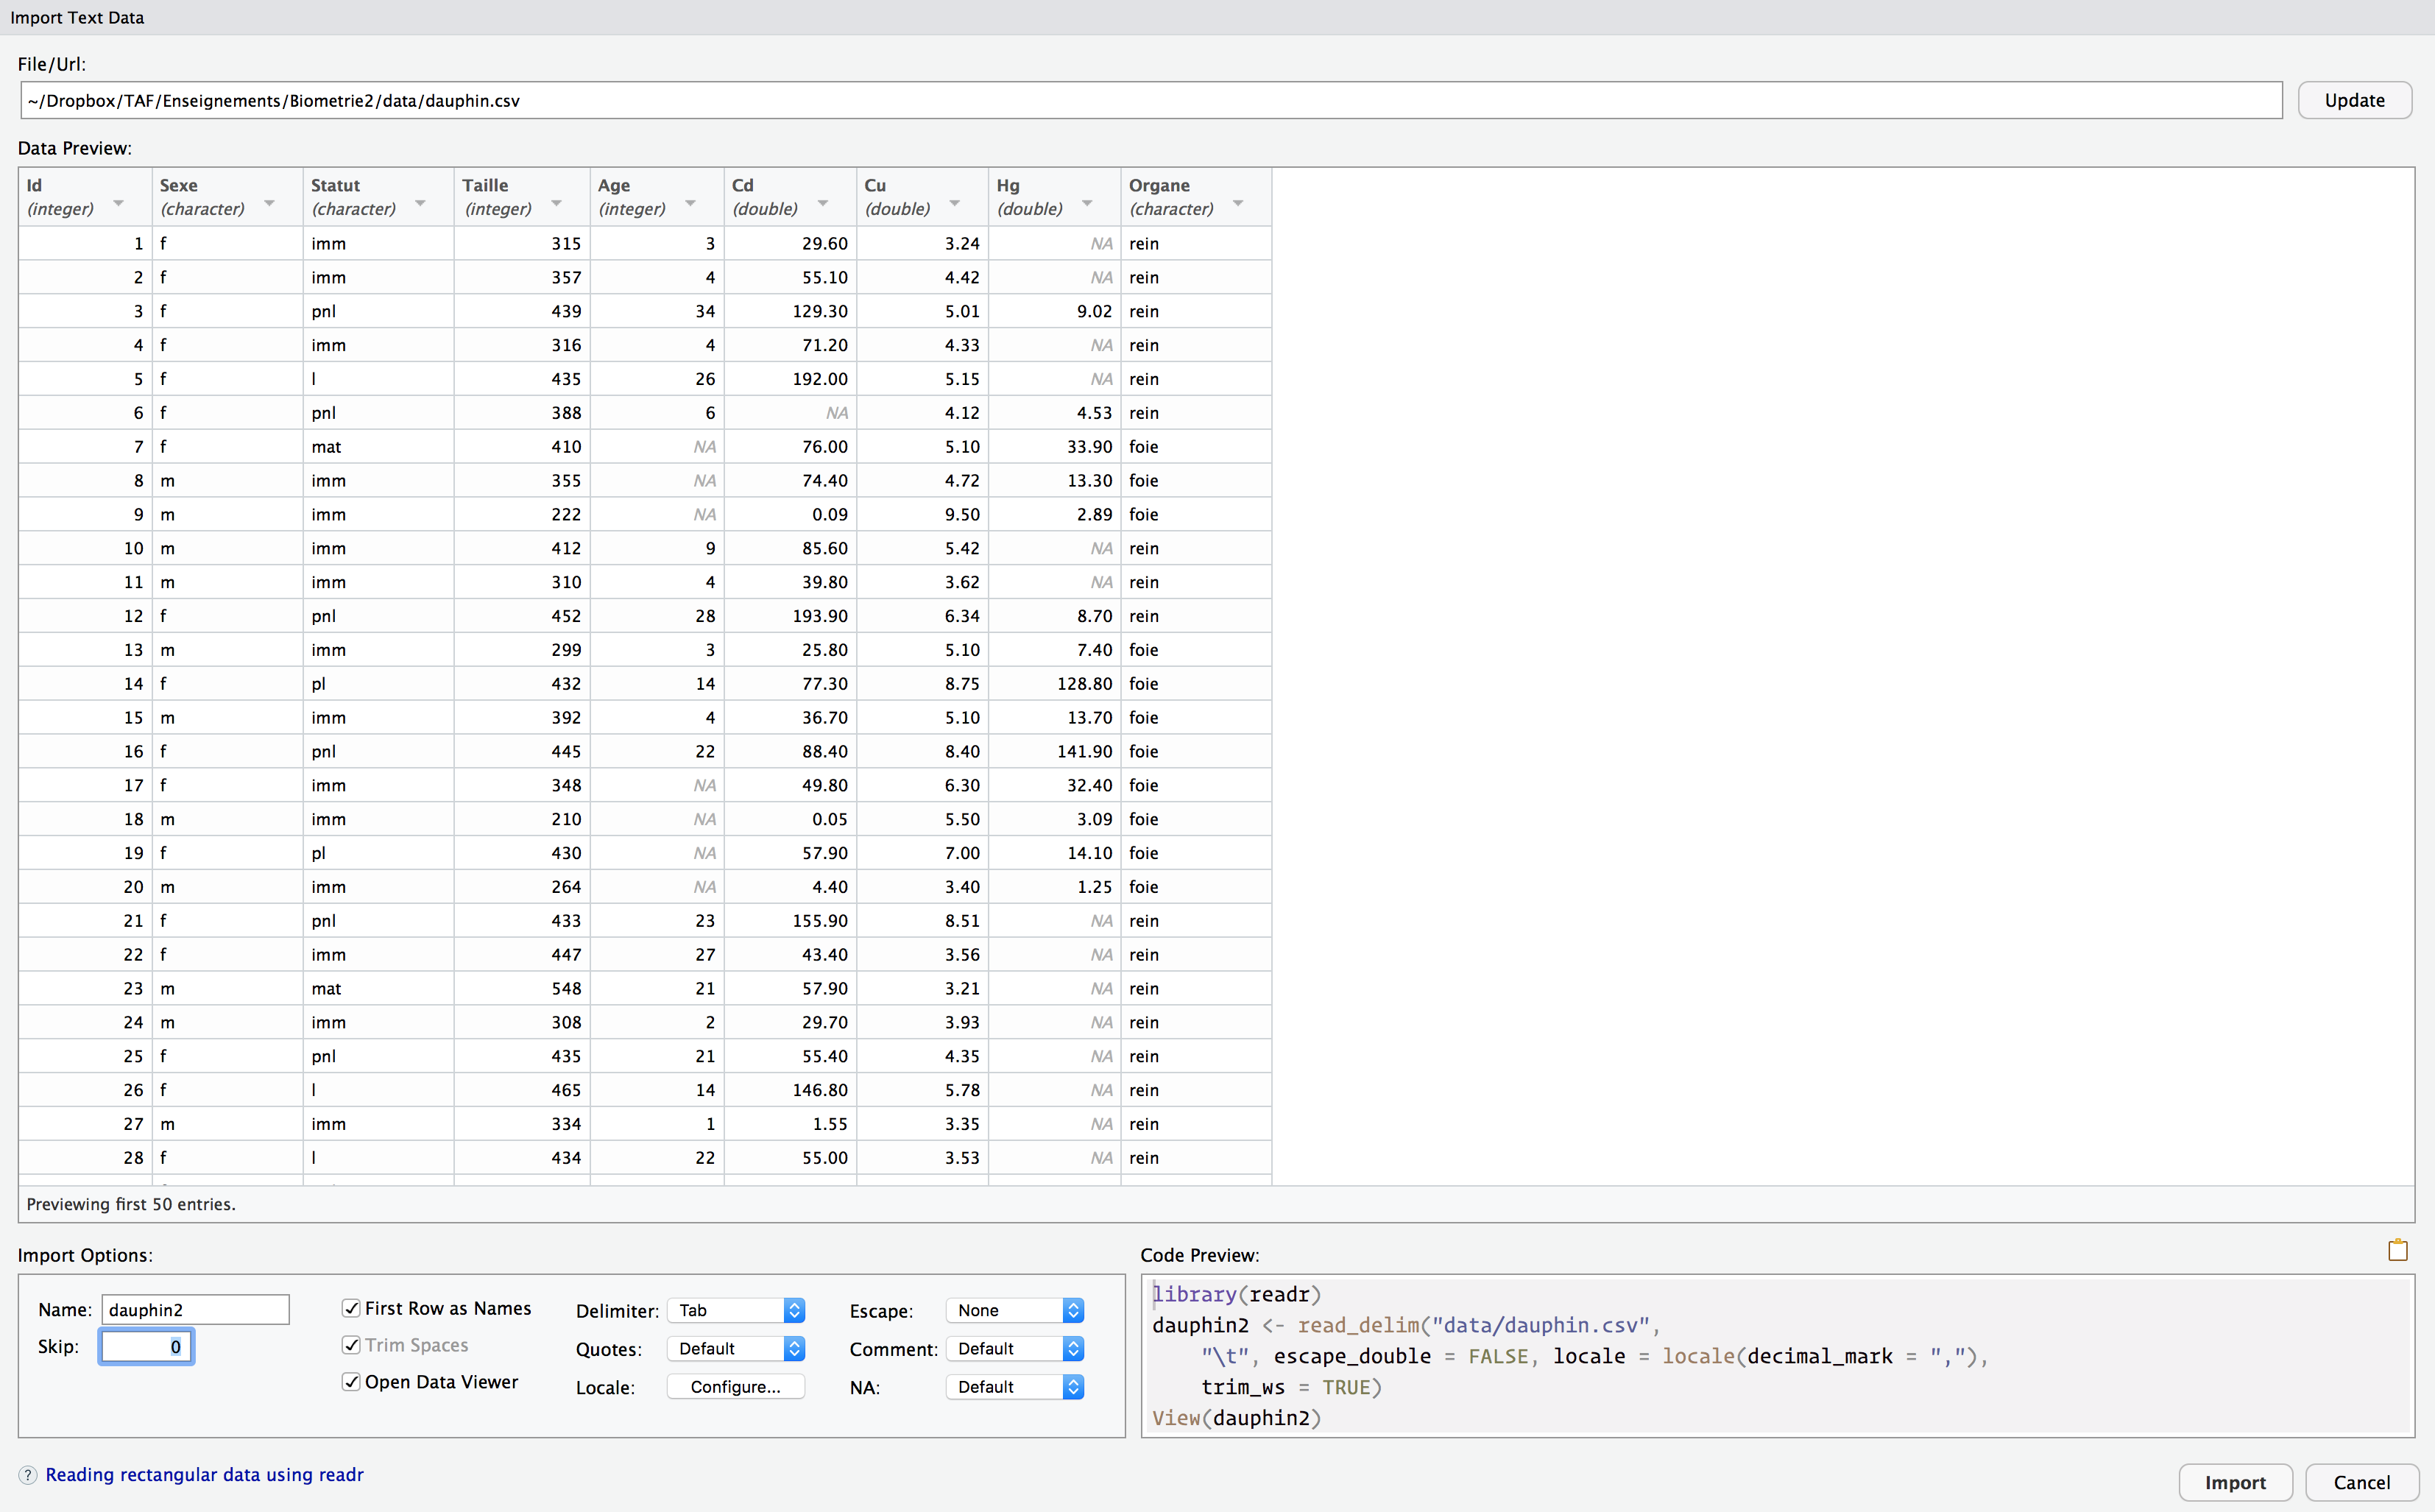 Import Text Data
File/Url:
~/Dropbox/TAF/Enseignements/Biometrie2/data/dauphin.csv Update
Data Preview:
Id Sexe Statut Taille Age Cd Cu Hg Organe
(integer) (character) (character) (integer) (integer) (double) (double) (double) (character)
1 f imm 315 3 29.60 3.24 NA rein
2 f imm 357 4 55.10 4.42 NA rein
3 f pnl 439 34 129.30 5.01 9.02 rein
4 f imm 316 4 71.20 4.33 NA rein
5 f l 435 26 192.00 5.15 NA rein
6 f pnl 388 6 NA 4.12 4.53 rein
7 f mat 410 NA 76.00 5.10 33.90 foie
8 m imm 355 NA 74.40 4.72 13.30 foie
9 m imm 222 NA 0.09 9.50 2.89 foie
10 m imm 412 9 85.60 5.42 NA rein
11 m imm 310 4 39.80 3.62 NA rein
12 f pnl 452 28 193.90 6.34 8.70 rein
13 m imm 299 3 25.80 5.10 7.40 foie
14 f pl 432 14 77.30 8.75 128.80 foie
15 m imm 392 4 36.70 5.10 13.70 foie
16 f pnl 445 22 88.40 8.40 141.90 foie
17 f imm 348 NA 49.80 6.30 32.40 foie
18 m imm 210 NA 0.05 5.50 3.09 foie
19 f pl 430 NA 57.90 7.00 14.10 foie
20 m imm 264 NA 4.40 3.40 1.25 foie
21 f pnl 433 23 155.90 8.51 NA rein
22 f imm 447 27 43.40 3.56 NA rein
23 m mat 548 21 57.90 3.21 NA rein
24 m imm 308 2 29.70 3.93 NA rein
25 f pnl 435 21 55.40 4.35 NA rein
26 f l 465 14 146.80 5.78 NA rein
27 m imm 334 1 1.55 3.35 NA rein
28 f l 434 22 55.00 3.53 NA rein
Previewing first 50 entries.
Import Options:
Name: dauphin2
Skip: 0
First Row as Names
Trim Spaces
Open Data Viewer
Delimiter: Tab
Quotes: Default
Locale: Configure...
Escape: None
Comment: Default
NA: Default
Code Preview:
library(readr)
dauphin2 <- read_delim("data/dauphin.csv",
"\t", escape_double = FALSE, locale = locale(decimal_mark = ","),
trim_ws = TRUE)
View(dauphin2)
? Reading rectangular data using readr
Import Cancel